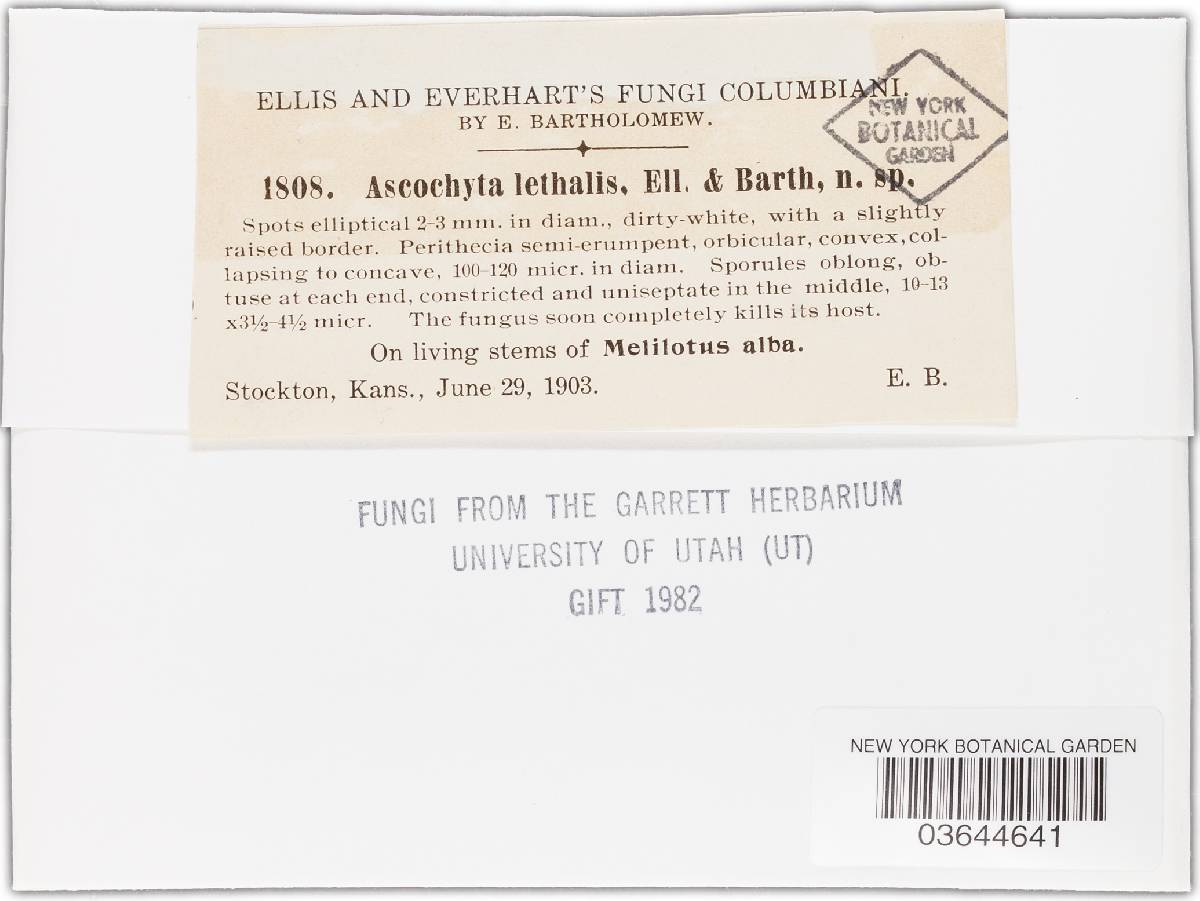 ELLIS AND EVERHART'S FUNGI COLUMBIANI.
BY E. BARTHOLOMEW.
NEW YORK
BOTANICAL
GARDEN
1808. Ascochyta lethalis, Ell. & Barth, n. sp.
Spots elliptical 2-3 mm. in diam., dirty-white, with a slightly
raised border. Perithecia semi-erumpent, orbicular, convex, col-
lapsing to concave, 100-120 micr. in diam. Sporules oblong, ob-
tuse at each end, constricted and uniseptate in the middle, 10-13
x3½-4½ micr. The fungus soon completely kills its host.
On living stems of Melilotus alba.
Stockton, Kans., June 29, 1903. E. B.
FUNGI FROM THE GARRETT HERBARIUM
UNIVERSITY OF UTAH (UT)
GIFT 1982
NEW YORK BOTANICAL GARDEN
03644641